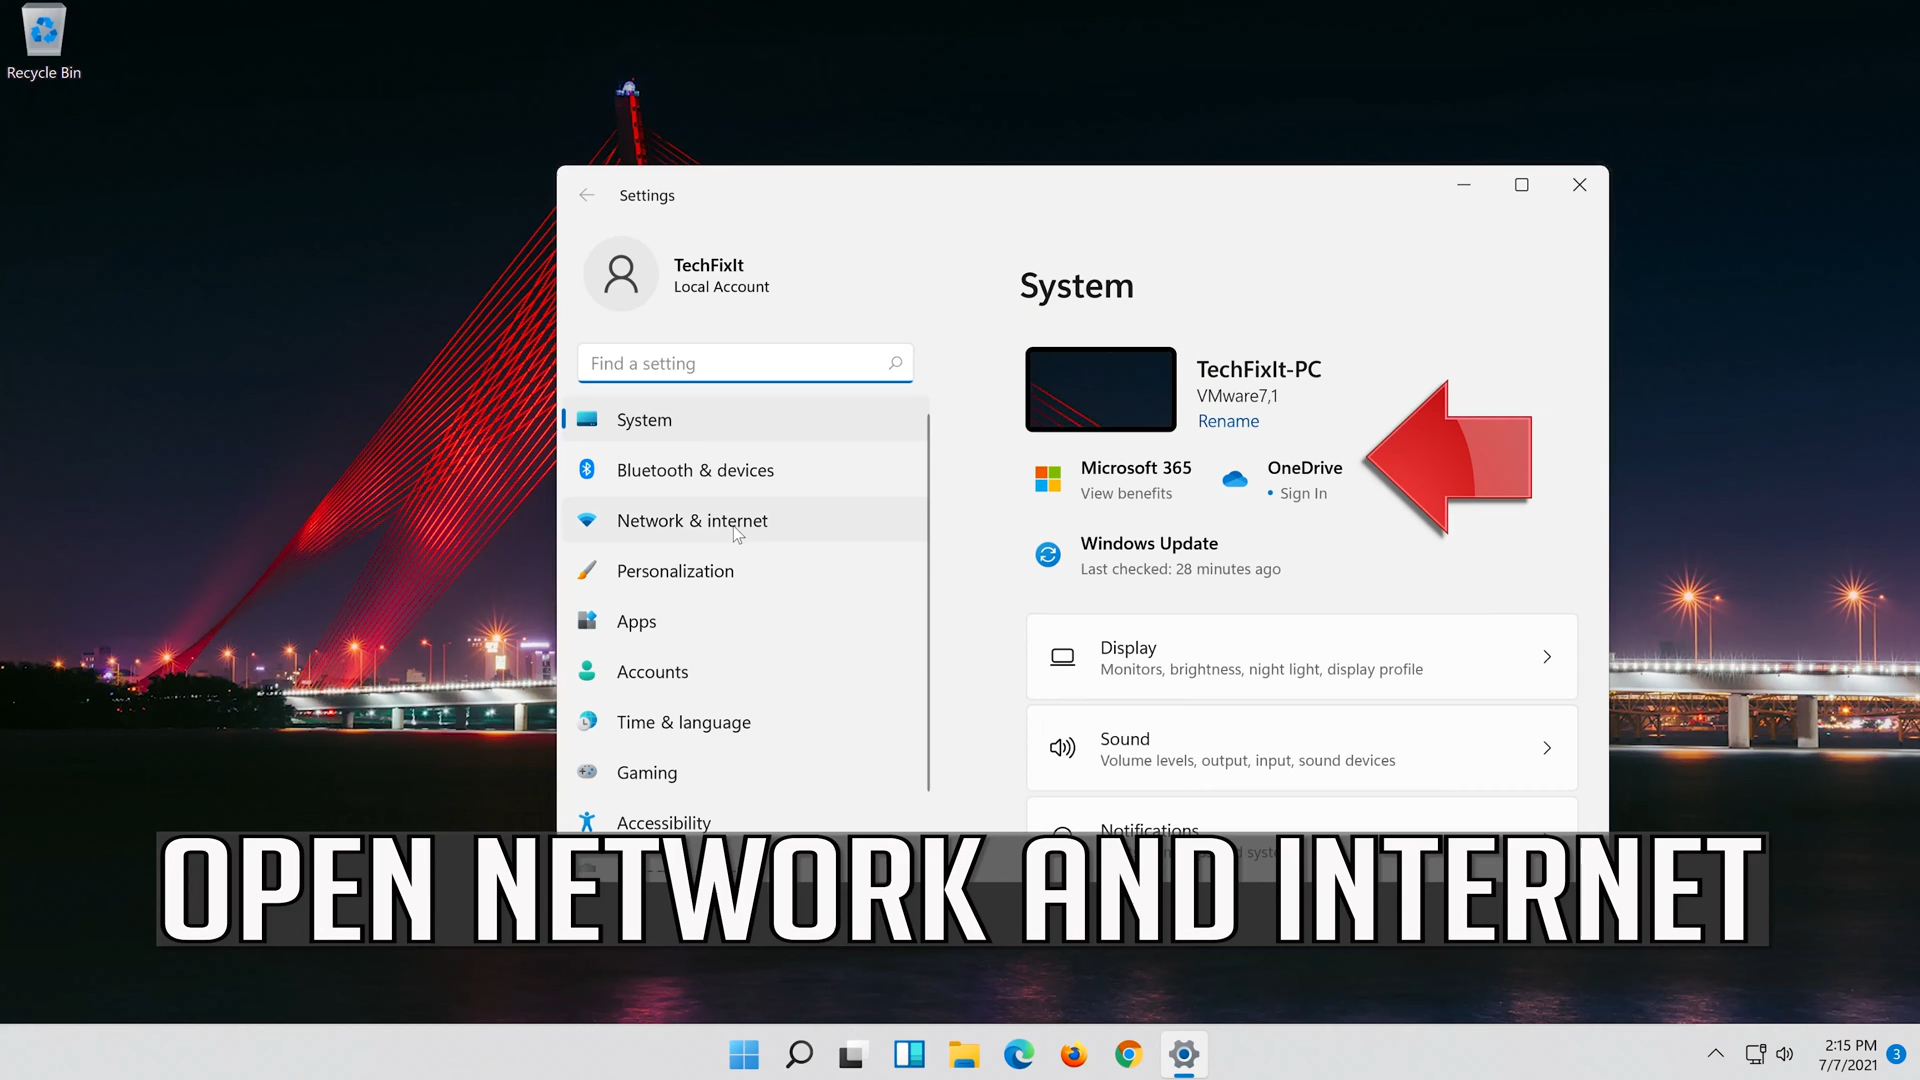 Recycle Bin
Settings
TechFixIt
Local Account
Find a setting
System
Bluetooth & devices
Network & internet
Personalization
Apps
Accounts
Time & language
Gaming
Accessibility
System
TechFixIt-PC
VMware7,1
Rename
Microsoft 365
View benefits
OneDrive
• Sign In
Windows Update
Last checked: 28 minutes ago
Display
Monitors, brightness, night light, display profile
Sound
Volume levels, output, input, sound devices
Notifications
OPEN NETWORK AND INTERNET
2:15 PM
7/7/2021
3